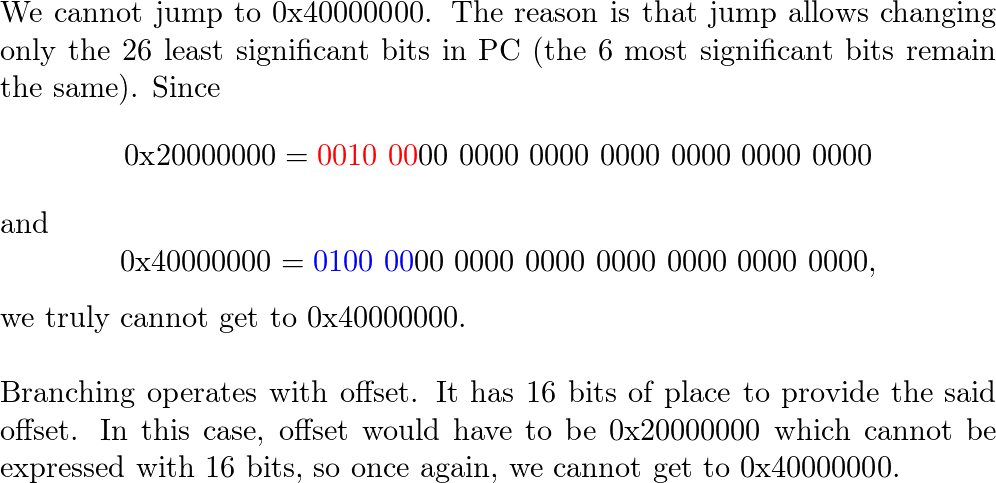 We cannot jump to 0x40000000. The reason is that jump allows changing
only the 26 least significant bits in PC (the 6 most significant bits remain
the same). Since
0x20000000 = 0010 0000 0000 0000 0000 0000 0000 0000
and
0x40000000 = 0100 0000 0000 0000 0000 0000 0000 0000,
we truly cannot get to 0x40000000.
Branching operates with offset. It has 16 bits of place to provide the said
offset. In this case, offset would have to be 0x20000000 which cannot be
expressed with 16 bits, so once again, we cannot get to 0x40000000.